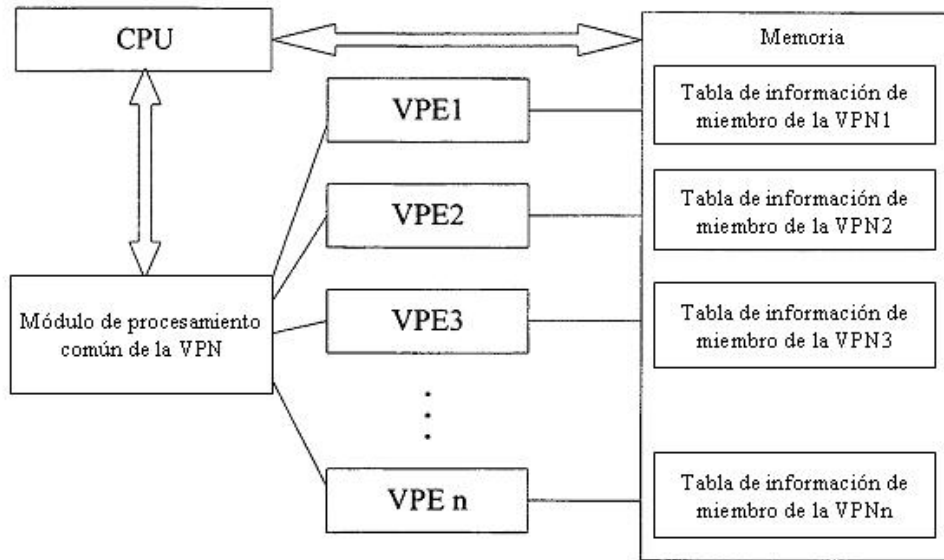 CPU
Memoria
VPE1
Tabla de información de
miembro de la VPN1
VPE2
Tabla de información de
miembro de la VPN2
Módulo de procesamiento
común de la VPN
VPE3
Tabla de información de
miembro de la VPN3
VPE n
Tabla de información de
miembro de la VPNn